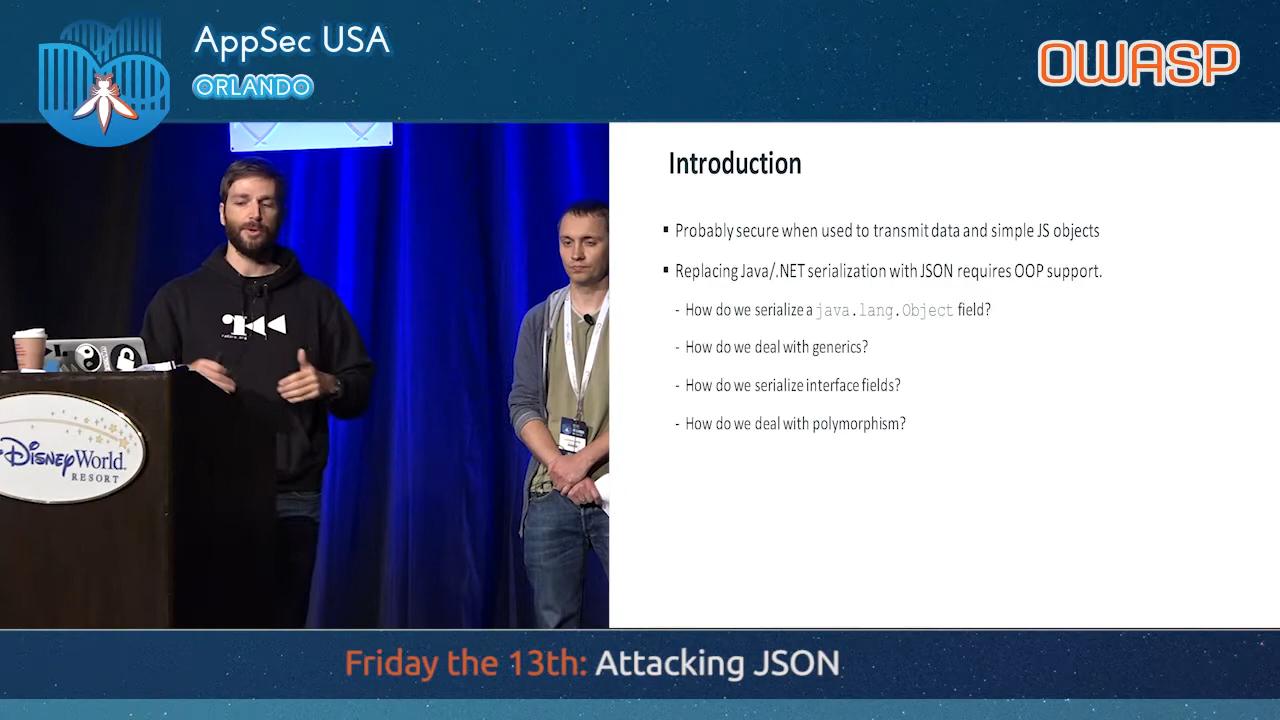 AppSec USA
ORLANDO
OWASP
Introduction
▪ Probably secure when used to transmit data and simple JS objects
▪ Replacing Java/.NET serialization with JSON requires OOP support.
- How do we serialize a java.lang.Object field?
- How do we deal with generics?
- How do we serialize interface fields?
- How do we deal with polymorphism?
Disney World
RESORT
Friday the 13th: Attacking JSON